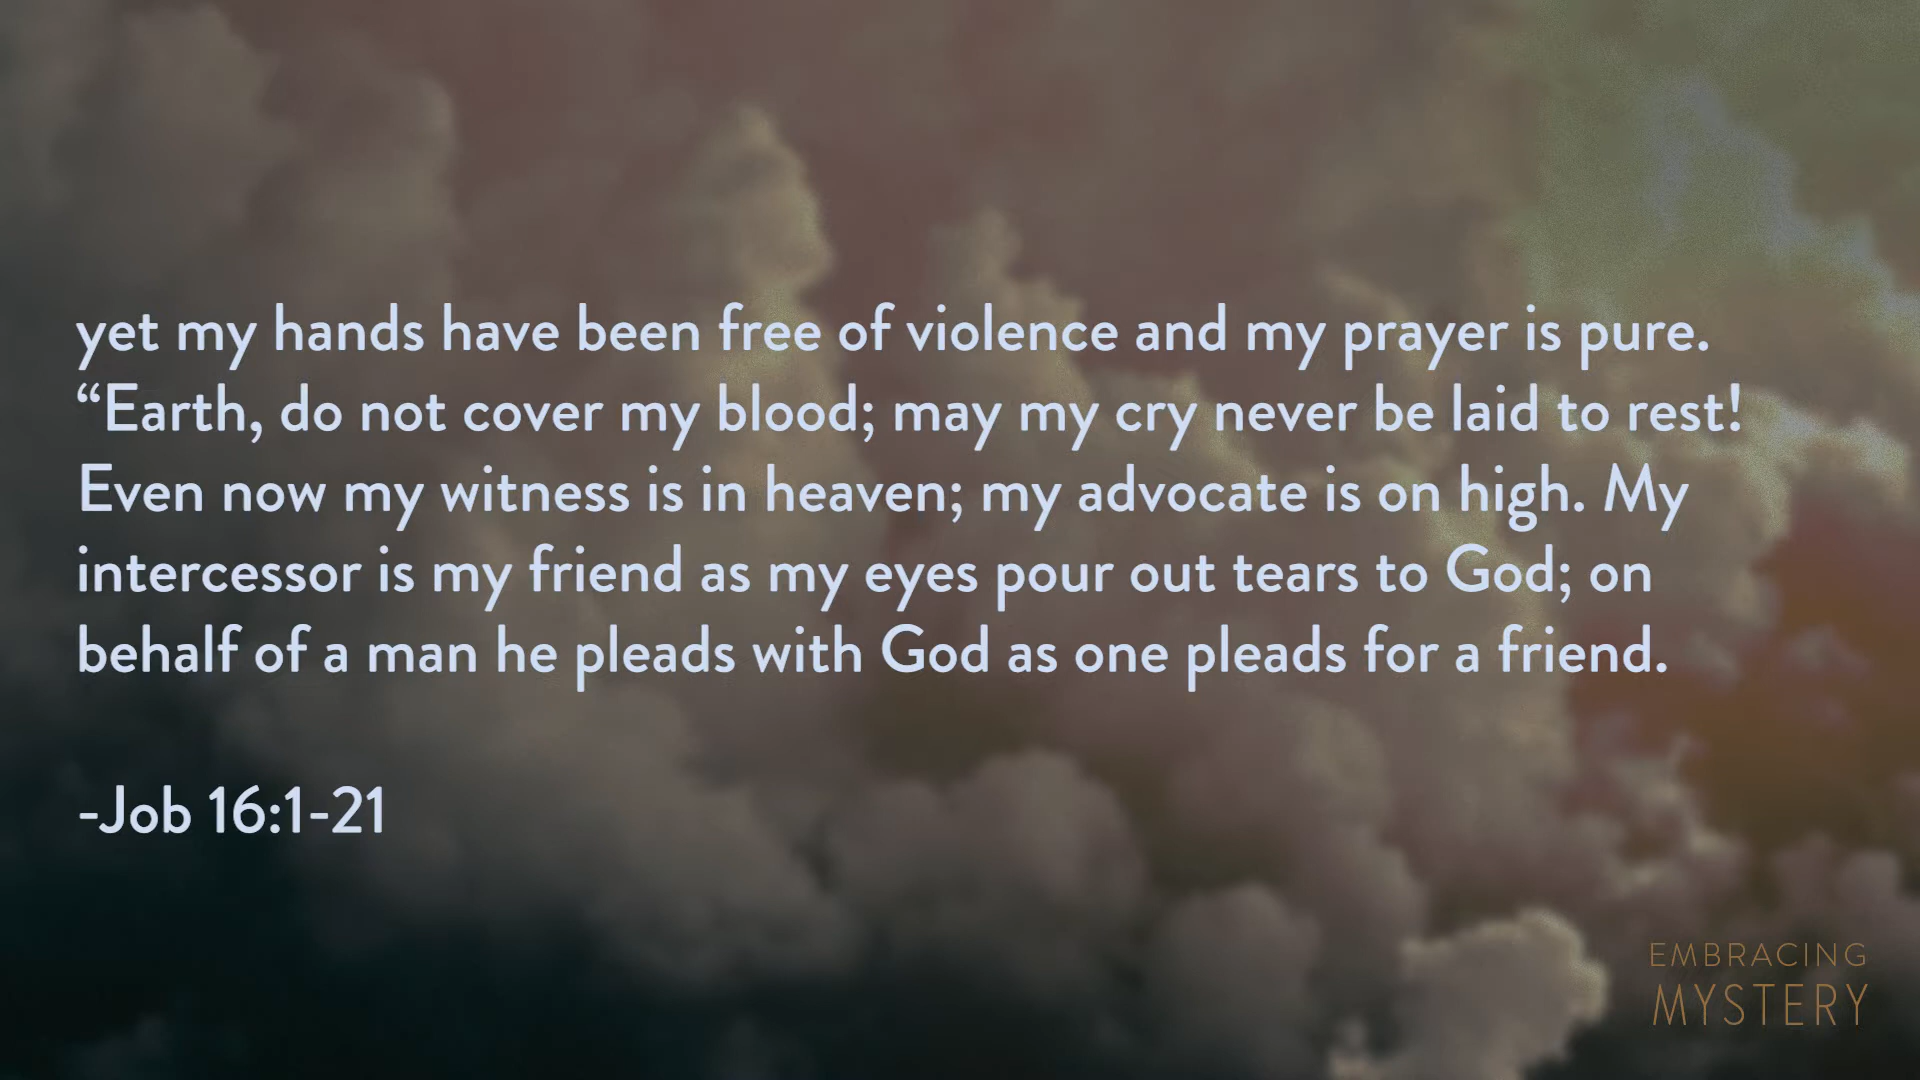 yet my hands have been free of violence and my prayer is pure.
“Earth, do not cover my blood; may my cry never be laid to rest!
Even now my witness is in heaven; my advocate is on high. My
intercessor is my friend as my eyes pour out tears to God; on
behalf of a man he pleads with God as one pleads for a friend.
-Job 16:1-21
EMBRACING
MYSTERY